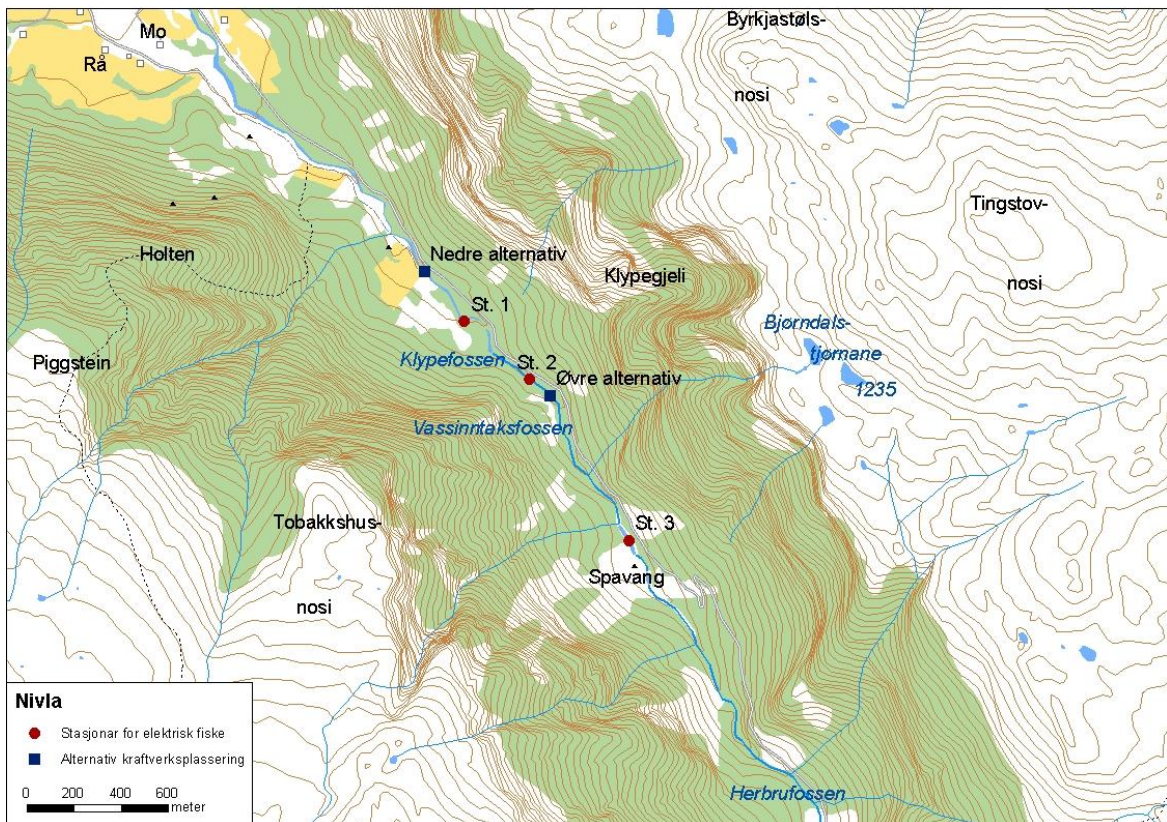 Byrkjastøls-
nosi
Mo
Rå
Tingstov-
nosi
Holten
Nedre alternativ
Klypegjeli
St. 1
Bjørndals-
tjørnane
1235
Piggstein
Klypefossen
St. 2
Øvre alternativ
Vassinntaksfossen
Tobakkshus-
nosi
St. 3
Spavang
Herbrufossen
Nivla
Stasjonar for elektrisk fiske
Alternativ kraftverksplassering
0 200 400 600
meter